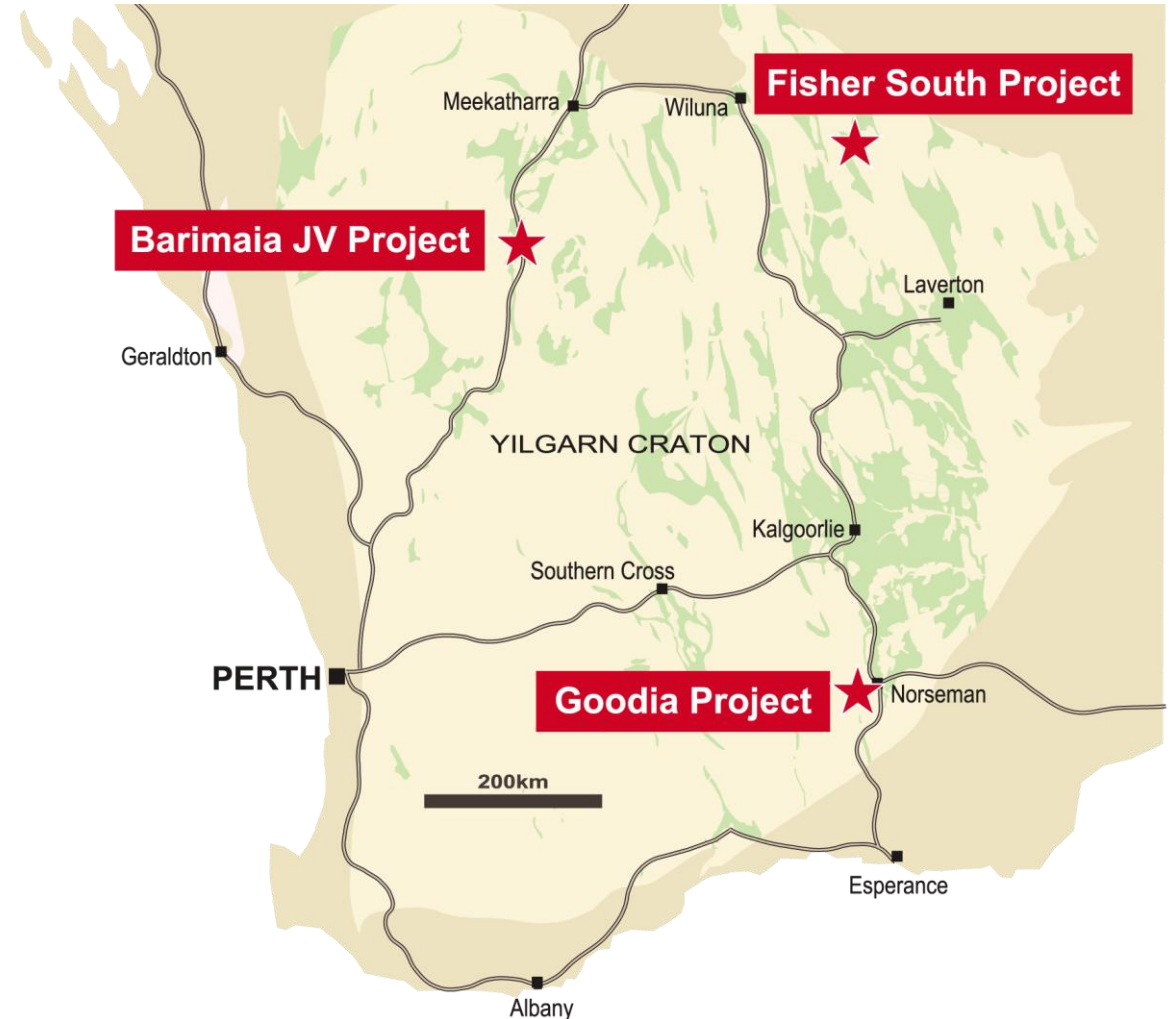 Fisher South Project
Meekatharra
Wiluna
Barimaia JV Project
Laverton
Geraldton
YILGARN CRATON
Kalgoorlie
Southern Cross
PERTH
Goodia Project
Norseman
200km
Esperance
Albany